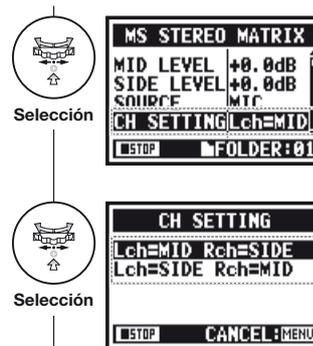 MS STEREO MATRIX
MID LEVEL +0.0dB
SIDE LEVEL +0.0dB
SOURCE MIC
CH SETTING Lch=MID
Selección
STOP FOLDER:01
CH SETTING
Lch=MID Rch=SIDE
Lch=SIDE Rch=MID
Selección
STOP CANCEL:MENU